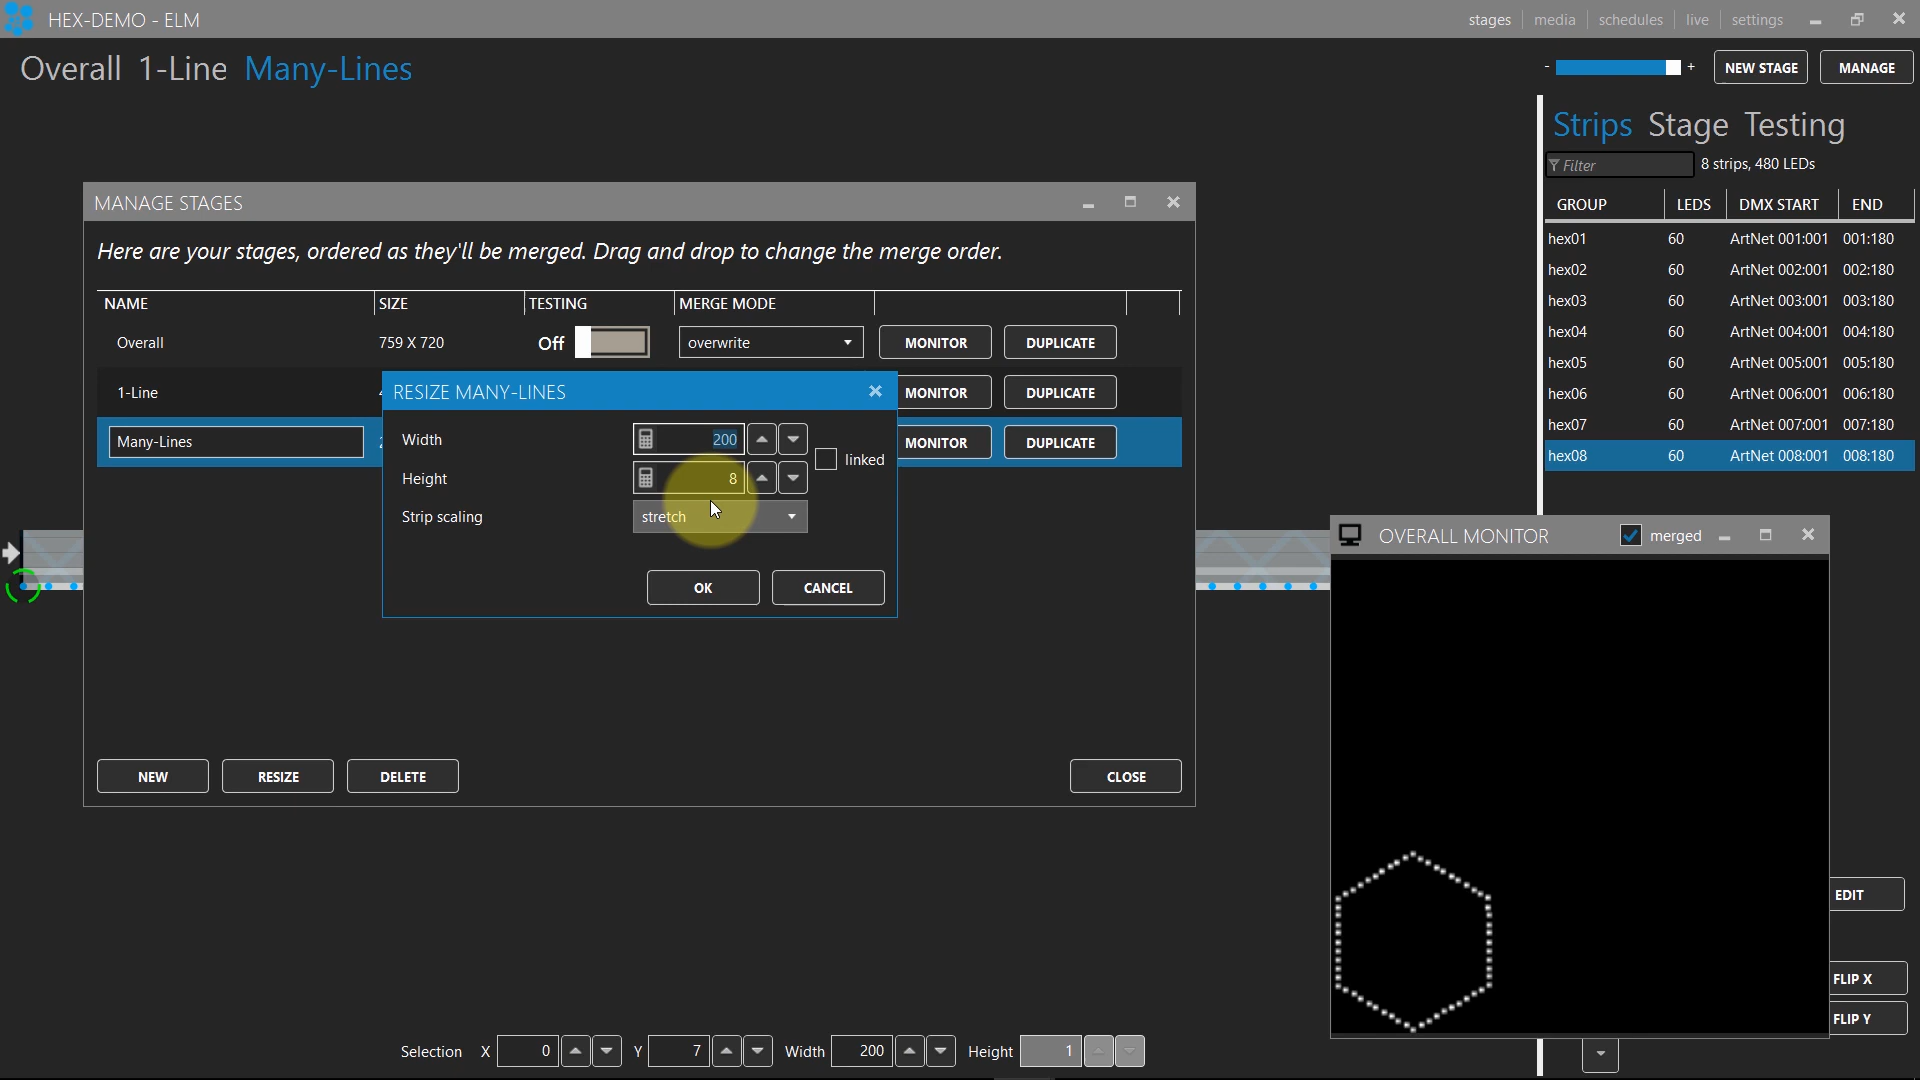 HEX-DEMO - ELM
stages media schedules live settings
Overall 1-Line Many-Lines
- + NEW STAGE MANAGE
Strips Stage Testing
Filter 8 strips, 480 LEDs
GROUP LEDS DMX START END
hex01 60 ArtNet 001:001 001:180
hex02 60 ArtNet 002:001 002:180
hex03 60 ArtNet 003:001 003:180
hex04 60 ArtNet 004:001 004:180
hex05 60 ArtNet 005:001 005:180
hex06 60 ArtNet 006:001 006:180
hex07 60 ArtNet 007:001 007:180
hex08 60 ArtNet 008:001 008:180
MANAGE STAGES
Here are your stages, ordered as they'll be merged. Drag and drop to change the merge order.
NAME SIZE TESTING MERGE MODE
Overall 759 X 720 Off overwrite MONITOR DUPLICATE
1-Line MONITOR DUPLICATE
Many-Lines MONITOR DUPLICATE
RESIZE MANY-LINES
Width 200
linked
Height 8
Strip scaling stretch
OK CANCEL
NEW RESIZE DELETE CLOSE
OVERALL MONITOR merged
EDIT
FLIP X
FLIP Y
Selection X 0 Y 7 Width 200 Height 1